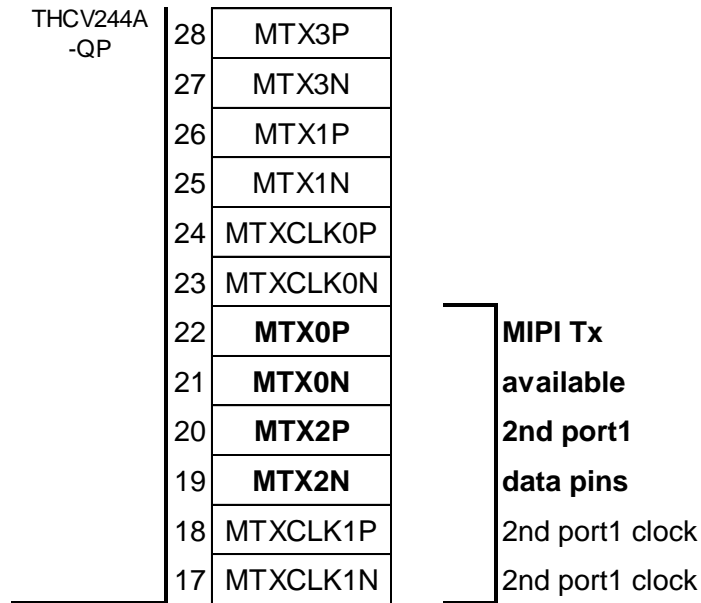 THCV244A
-QP
28 MTX3P
27 MTX3N
26 MTX1P
25 MTX1N
24 MTXCLK0P
23 MTXCLK0N
22 MTX0P MIPI Tx
21 MTX0N available
20 MTX2P 2nd port1
19 MTX2N data pins
18 MTXCLK1P 2nd port1 clock
17 MTXCLK1N 2nd port1 clock